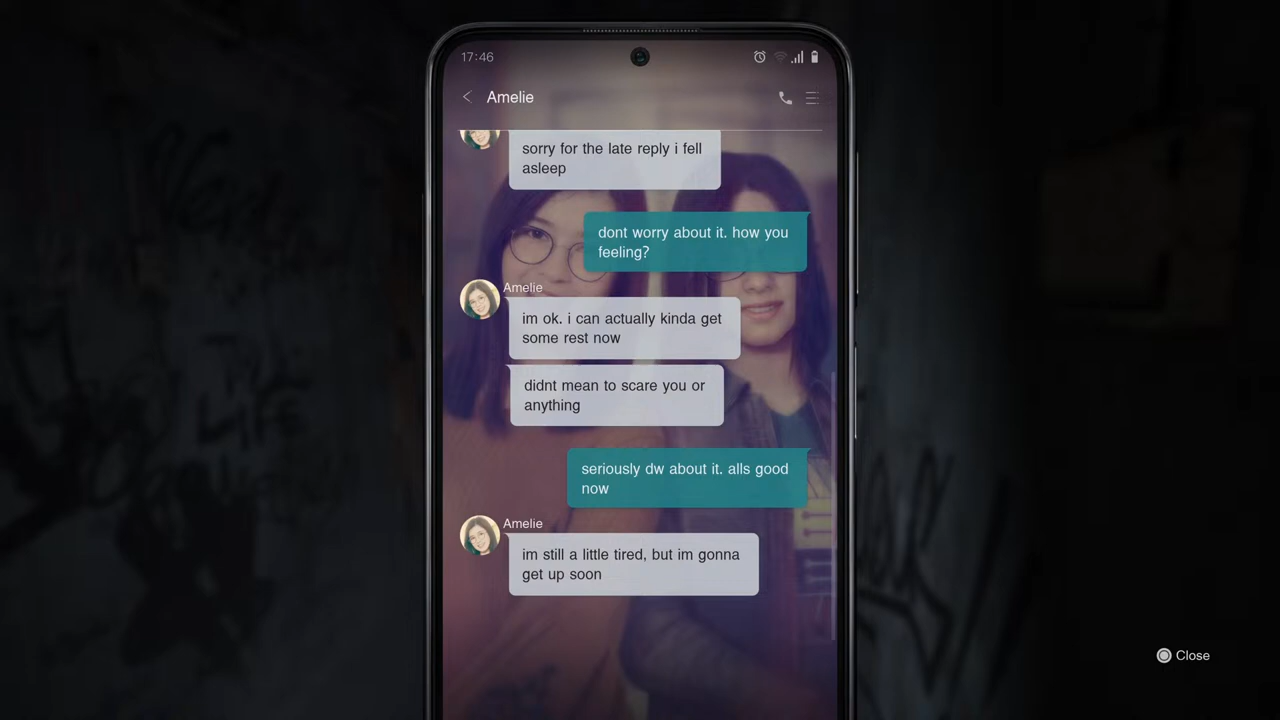 17:46
Amelie
sorry for the late reply i fell
asleep
dont worry about it. how you
feeling?
Amelie
im ok. i can actually kinda get
some rest now
didnt mean to scare you or
anything
seriously dw about it. alls good
now
Amelie
im still a little tired, but im gonna
get up soon
Close